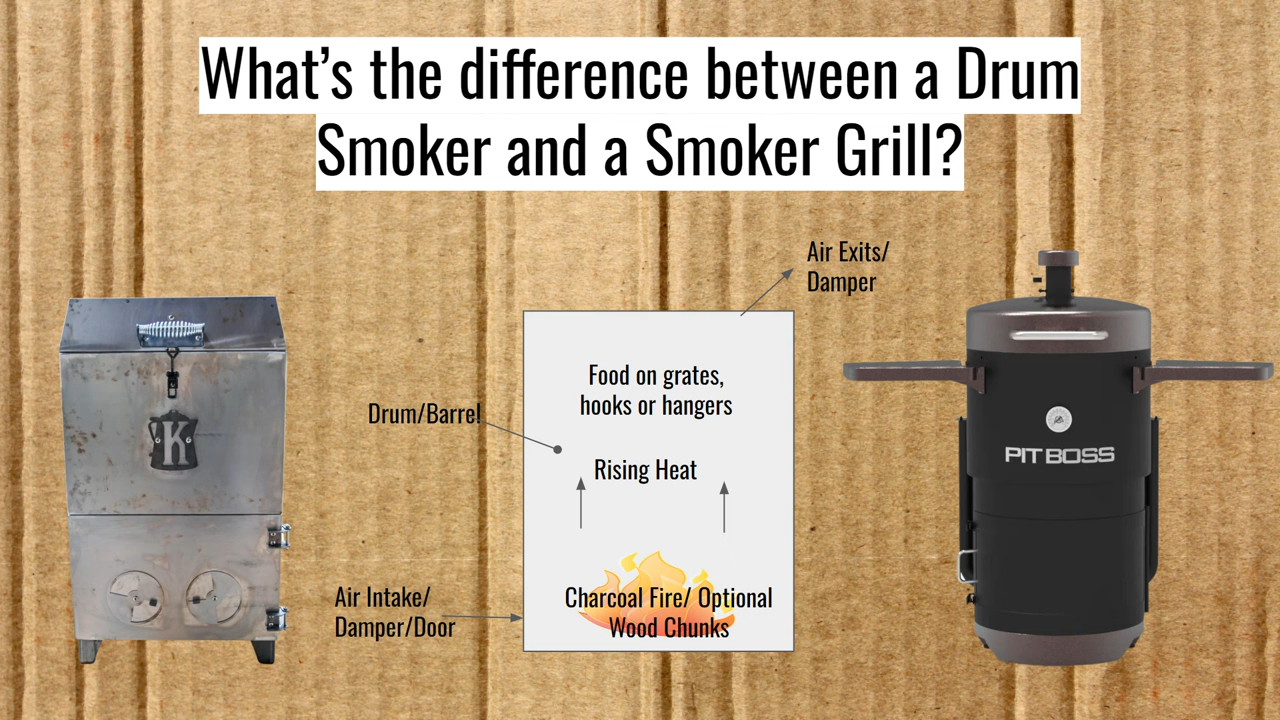 What's the difference between a Drum
Smoker and a Smoker Grill?
Air Exits/
Damper
Food on grates,
hooks or hangers
Drum/Barrel
Rising Heat
K
PIT BOSS
Air Intake/
Damper/Door
Charcoal Fire/ Optional
Wood Chunks